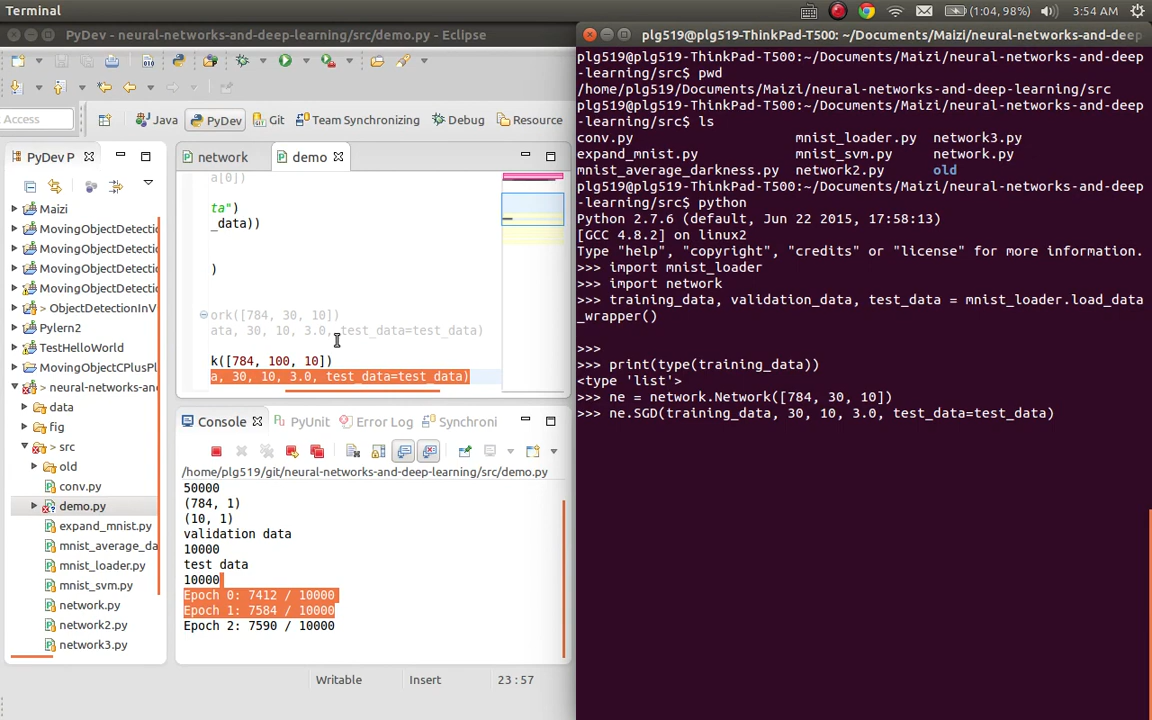 Terminal
(1:04, 98%)
3:54 AM
PyDev - neural-networks-and-deep-learning/src/demo.py - Eclipse
Access
Java
PyDev
Git
Team Synchronizing
Debug
Resource
PyDev P
Maizi
MovingObjectDetectio
MovingObjectDetectio
MovingObjectDetectio
MovingObjectDetectio
> ObjectDetectionInV
Pylern2
TestHelloWorld
MovingObjectCPlusPl
> neural-networks-an
data
fig
> src
old
conv.py
demo.py
expand_mnist.py
mnist_average_da
mnist_loader.py
mnist_svm.py
network.py
network2.py
network3.py
network
demo
a[0])
ta")
_data))
)
ork([784, 30, 10])
ata, 30, 10, 3.0, test_data=test_data)
k([784, 100, 10])
a, 30, 10, 3.0, test_data=test_data)
Console
PyUnit
Error Log
Synchroni
/home/plg519/git/neural-networks-and-deep-learning/src/demo.py
50000
(784, 1)
(10, 1)
validation data
10000
test data
10000
Epoch 0: 7412 / 10000
Epoch 1: 7584 / 10000
Epoch 2: 7590 / 10000
Writable
Insert
23 : 57
plg519@plg519-ThinkPad-T500: ~/Documents/Maizi/neural-networks-and-deep
plg519@plg519-ThinkPad-T500:~/Documents/Maizi/neural-networks-and-deep
-learning/src$ pwd
/home/plg519/Documents/Maizi/neural-networks-and-deep-learning/src
plg519@plg519-ThinkPad-T500:~/Documents/Maizi/neural-networks-and-deep
-learning/src$ ls
conv.py mnist_loader.py network3.py
expand_mnist.py mnist_svm.py network.py
mnist_average_darkness.py network2.py old
plg519@plg519-ThinkPad-T500:~/Documents/Maizi/neural-networks-and-deep
-learning/src$ python
Python 2.7.6 (default, Jun 22 2015, 17:58:13)
[GCC 4.8.2] on linux2
Type "help", "copyright", "credits" or "license" for more information.
>>> import mnist_loader
>>> import network
>>> training_data, validation_data, test_data = mnist_loader.load_data
_wrapper()
>>>
>>> print(type(training_data))
<type 'list'>
>>> ne = network.Network([784, 30, 10])
>>> ne.SGD(training_data, 30, 10, 3.0, test_data=test_data)